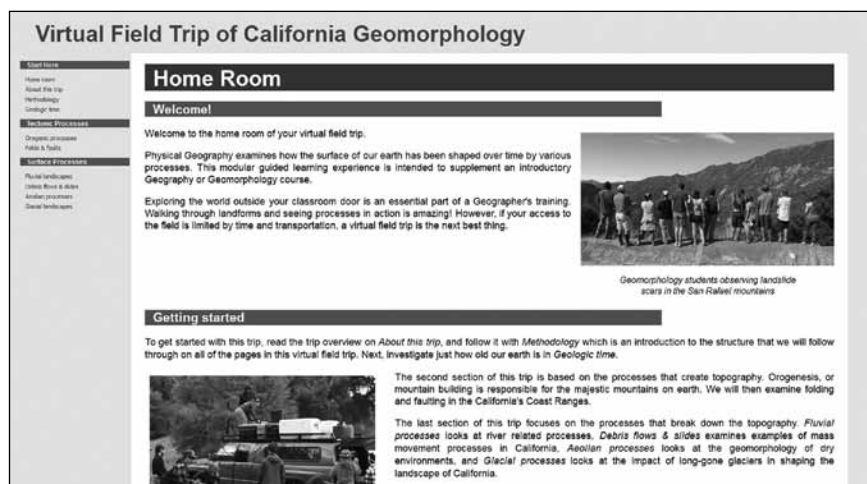 Virtual Field Trip of California Geomorphology
Start Here
Home room
About this trip
Methodology
Geologic time
Tectonic Processes
Orogenic processes
Folds & faults
Surface Processes
Fluvial landscapes
Debris flows & slides
Aeolian processes
Glacial landscapes
Home Room
Welcome!
Welcome to the home room of your virtual field trip.
Physical Geography examines how the surface of our earth has been shaped over time by various
processes. This modular guided learning experience is intended to supplement an introductory
Geography or Geomorphology course.
Exploring the world outside your classroom door is an essential part of a Geographer's training.
Walking through landforms and seeing processes in action is amazing! However, if your access to
the field is limited by time and transportation, a virtual field trip is the next best thing.
Geomorphology students observing landslide
scars in the San Rafael mountains
Getting started
To get started with this trip, read the trip overview on About this trip, and follow it with Methodology which is an introduction to the structure that we will follow
through on all of the pages in this virtual field trip. Next, investigate just how old our earth is in Geologic time.
The second section of this trip is based on the processes that create topography. Orogenesis, or
mountain building is responsible for the majestic mountains on earth. We will then examine folding
and faulting in the California's Coast Ranges.
The last section of this trip focuses on the processes that break down the topography. Fluvial
processes looks at river related processes, Debris flows & slides examines examples of mass
movement processes in California, Aeolian processes looks at the geomorphology of dry
environments, and Glacial processes looks at the impact of long-gone glaciers in shaping the
landscape of California.